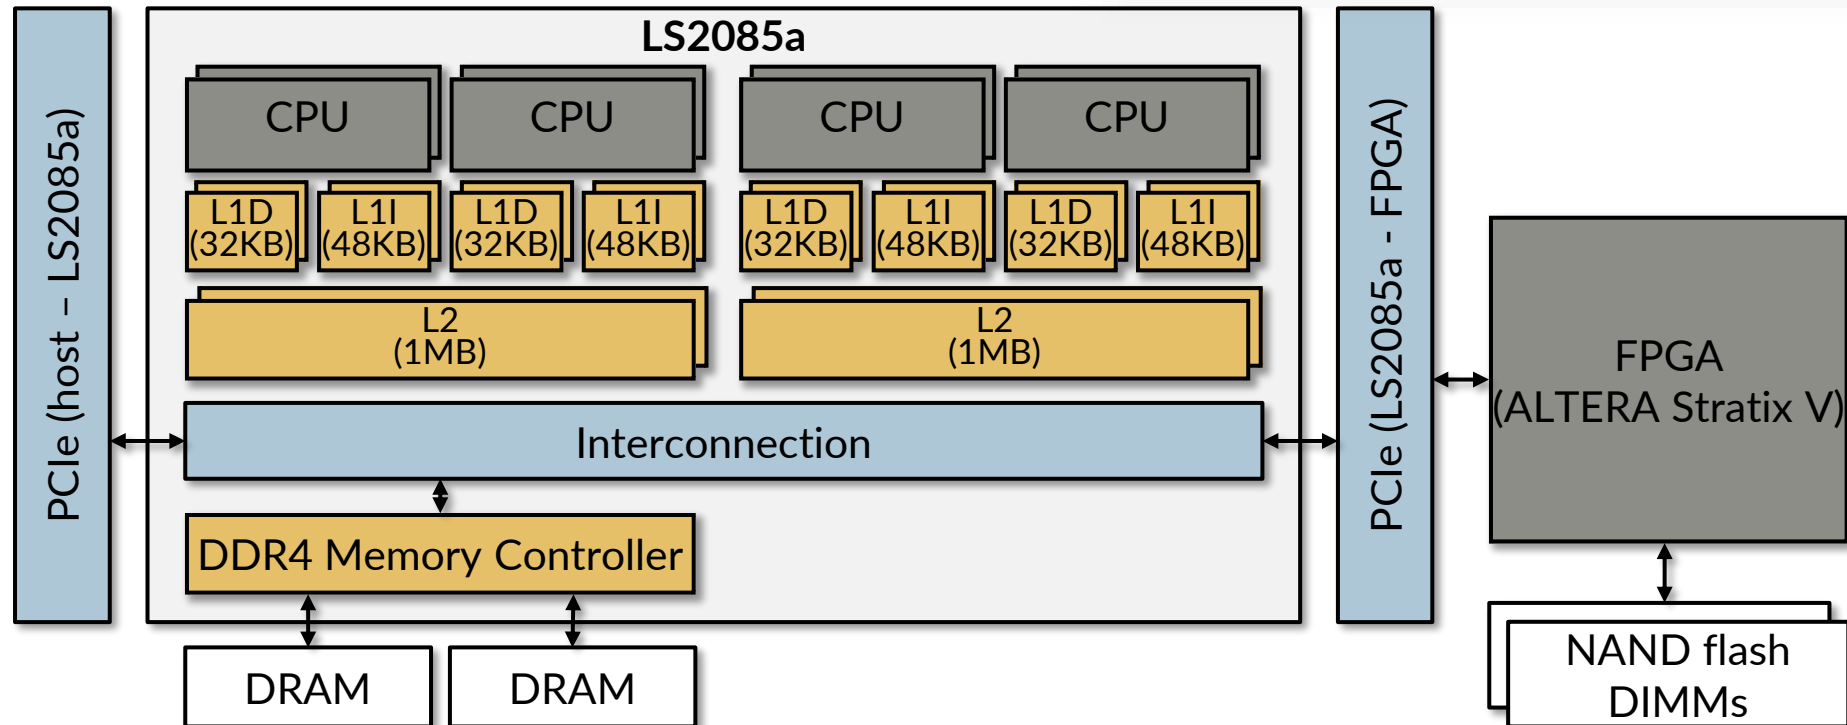 LS2085a
PCIe (host – LS2085a)
CPU
CPU
CPU
CPU
L1D
(32KB)
L1I
(48KB)
L1D
(32KB)
L1I
(48KB)
L1D
(32KB)
L1I
(48KB)
L1D
(32KB)
L1I
(48KB)
L2
(1MB)
L2
(1MB)
Interconnection
DDR4 Memory Controller
DRAM
DRAM
PCIe (LS2085a - FPGA)
FPGA
(ALTERA Stratix V)
NAND flash
DIMMs